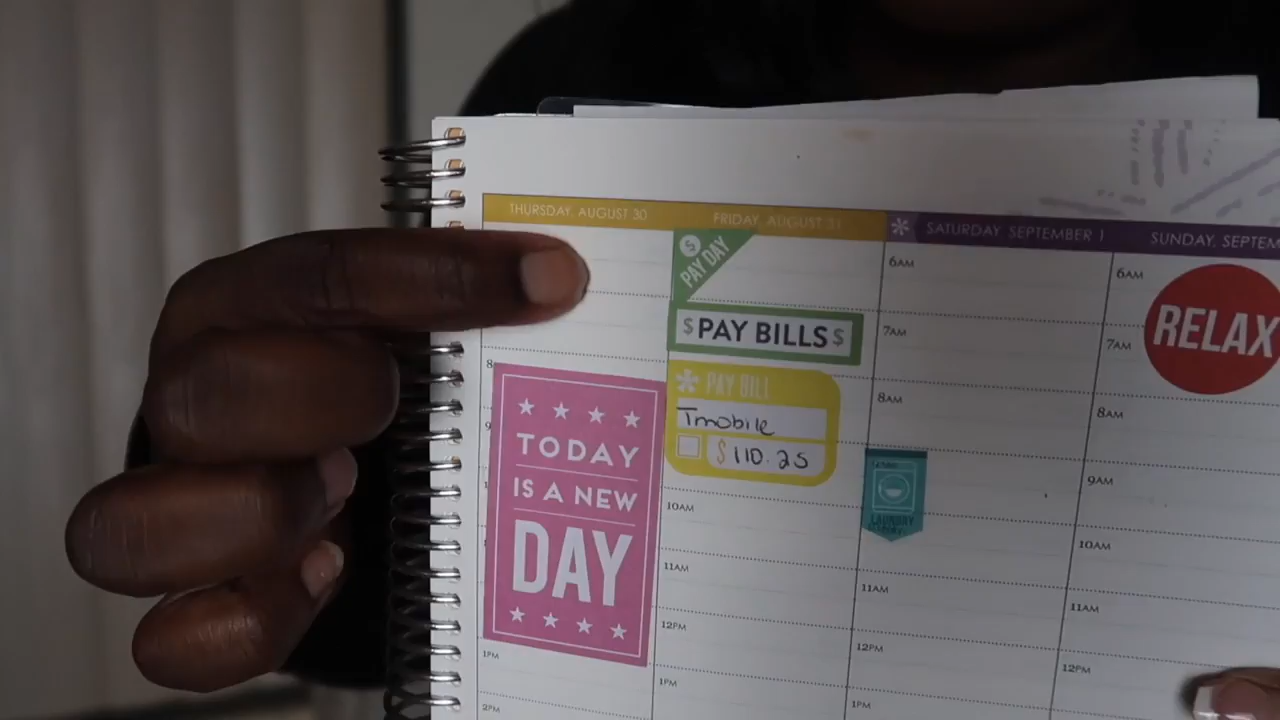 THURSDAY, AUGUST 30
FRIDAY, AUGUST 31
SATURDAY SEPTEMBER 1
SUNDAY, SEPTEM
8
TODAY
IS A NEW
DAY
1PM
2PM
$ PAY DAY
$PAY BILLS$
PAY BILL
Tmobile
$110.25
10AM
11AM
12PM
1PM
6AM
7AM
8AM
LAUNDRY
11AM
12PM
1PM
6AM
RELAX
7AM
8AM
9AM
10AM
11AM
12PM